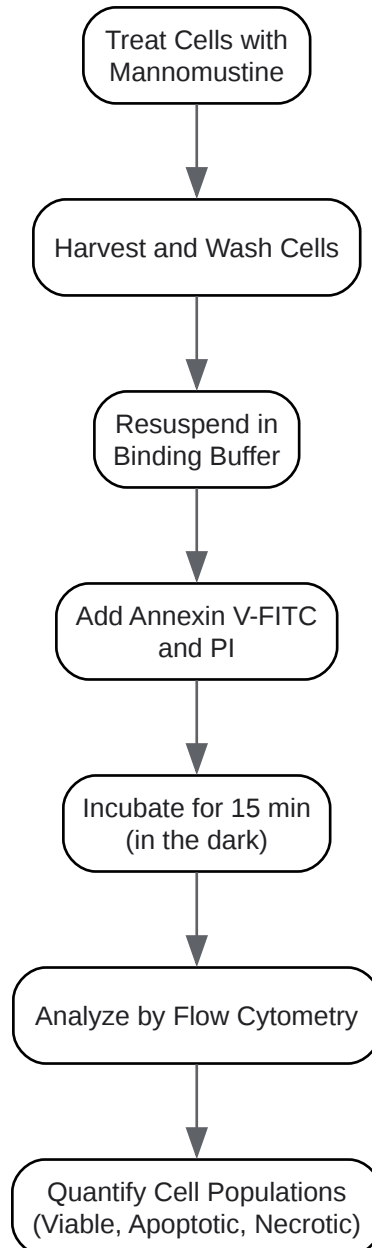 Treat Cells with
Mannomustine
Harvest and Wash Cells
Resuspend in
Binding Buffer
Add Annexin V-FITC
and PI
Incubate for 15 min
(in the dark)
Analyze by Flow Cytometry
Quantify Cell Populations
(Viable, Apoptotic, Necrotic)